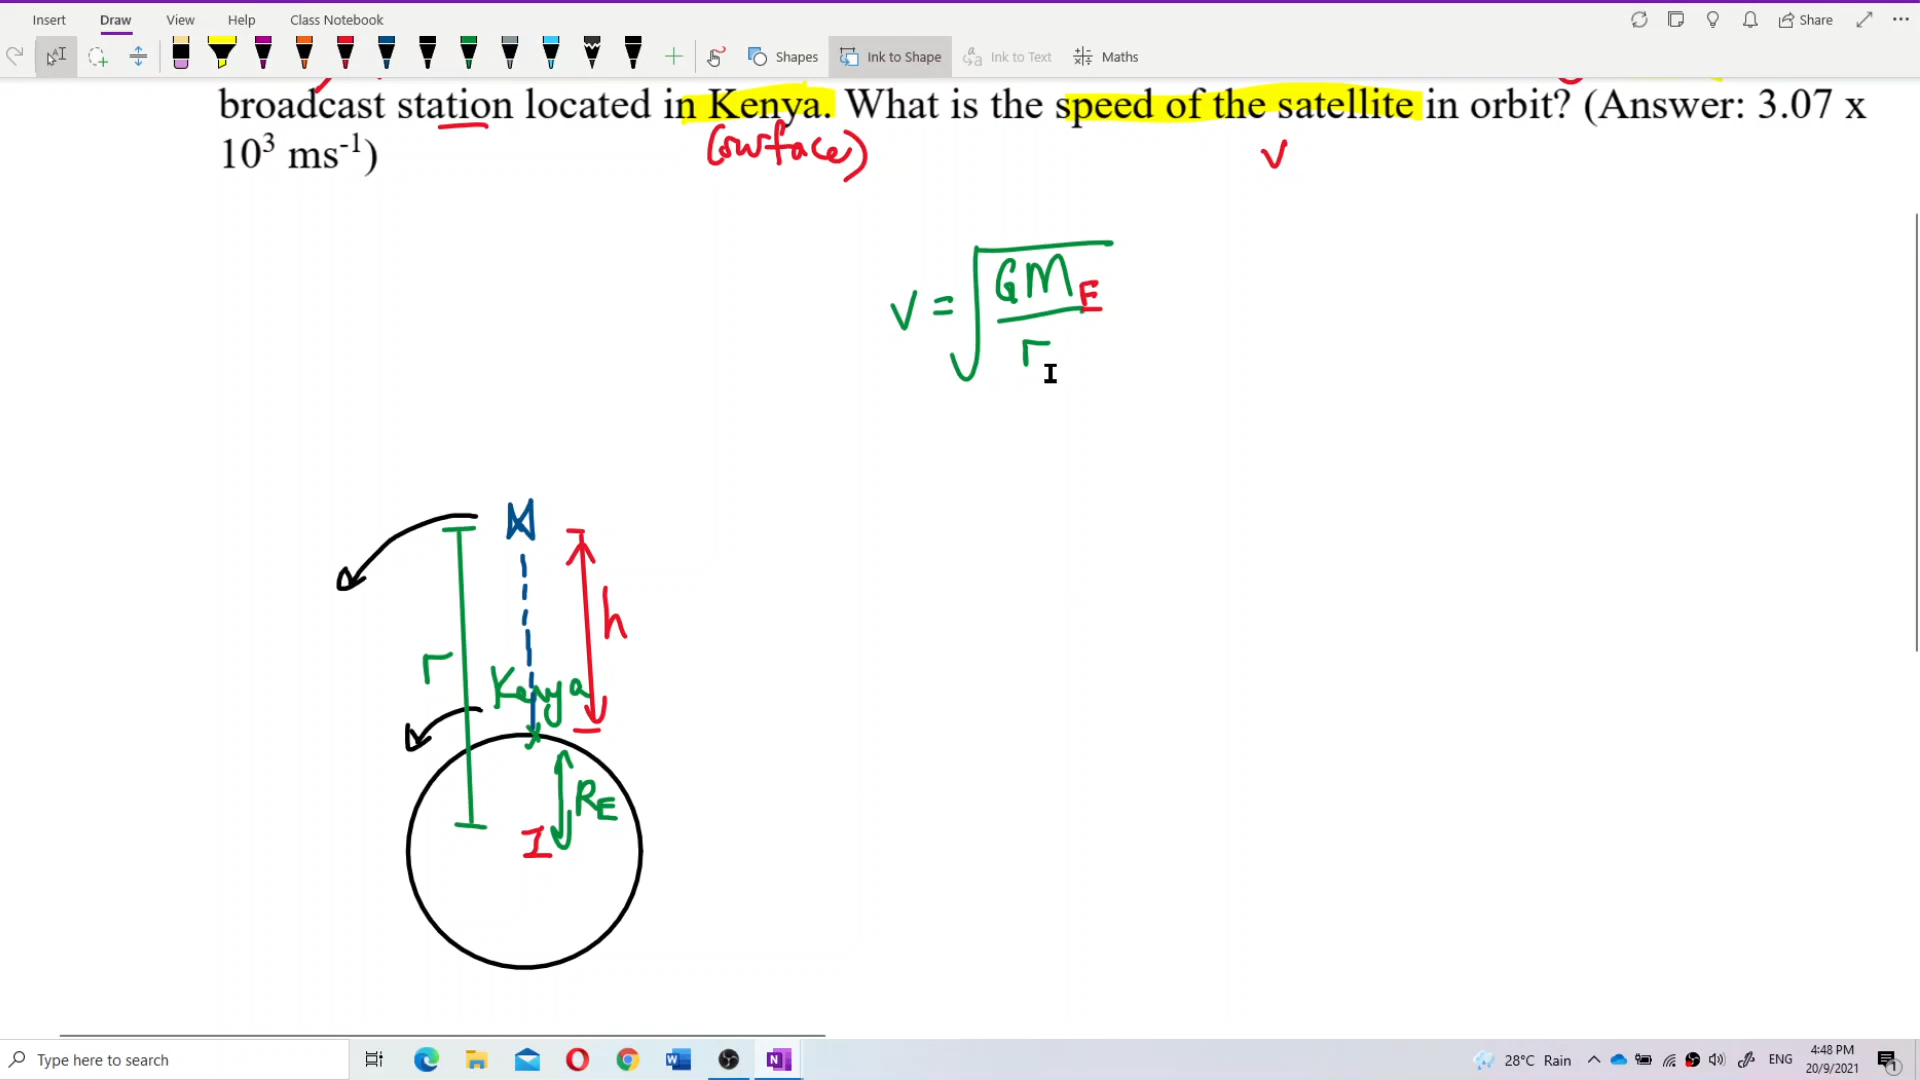 Insert Draw View Help Class Notebook Share
Shapes Ink to Shape Ink to Text Maths
broadcast station located in Kenya. What is the speed of the satellite in orbit? (Answer: 3.07 x
10³ ms⁻¹)
(surface) v
v = √(GM_E / r)
h
r
Kenya
R_E
Type here to search
28°C Rain ENG 4:48 PM
20/9/2021